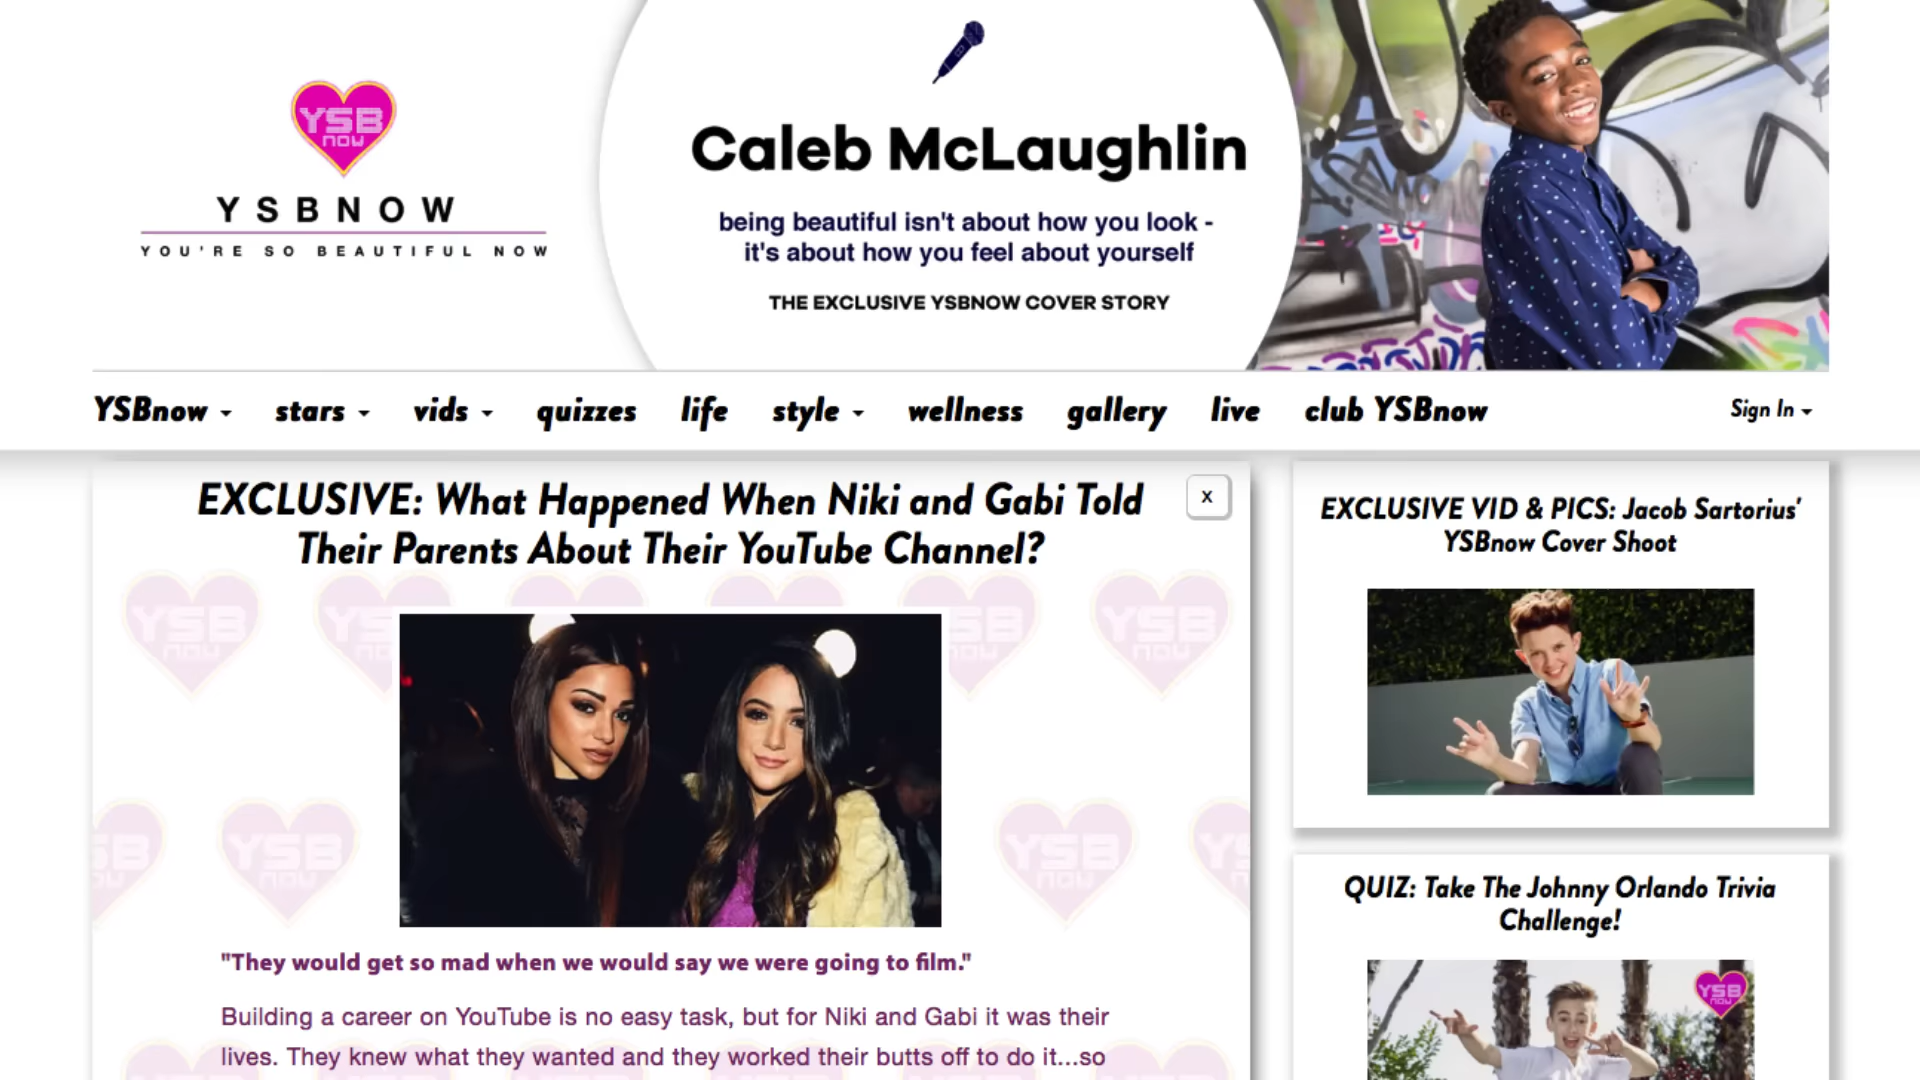 YSB
now
YSBNOW
YOU'RE SO BEAUTIFUL NOW
Caleb McLaughlin
being beautiful isn't about how you look -
it's about how you feel about yourself
THE EXCLUSIVE YSBNOW COVER STORY
YSBnow
stars
vids
quizzes
life
style
wellness
gallery
live
club YSBnow
Sign In
EXCLUSIVE: What Happened When Niki and Gabi Told
Their Parents About Their YouTube Channel?
x
"They would get so mad when we would say we were going to film."
Building a career on YouTube is no easy task, but for Niki and Gabi it was their
lives. They knew what they wanted and they worked their butts off to do it...so
EXCLUSIVE VID & PICS: Jacob Sartorius'
YSBnow Cover Shoot
QUIZ: Take The Johnny Orlando Trivia
Challenge!
YSB
now